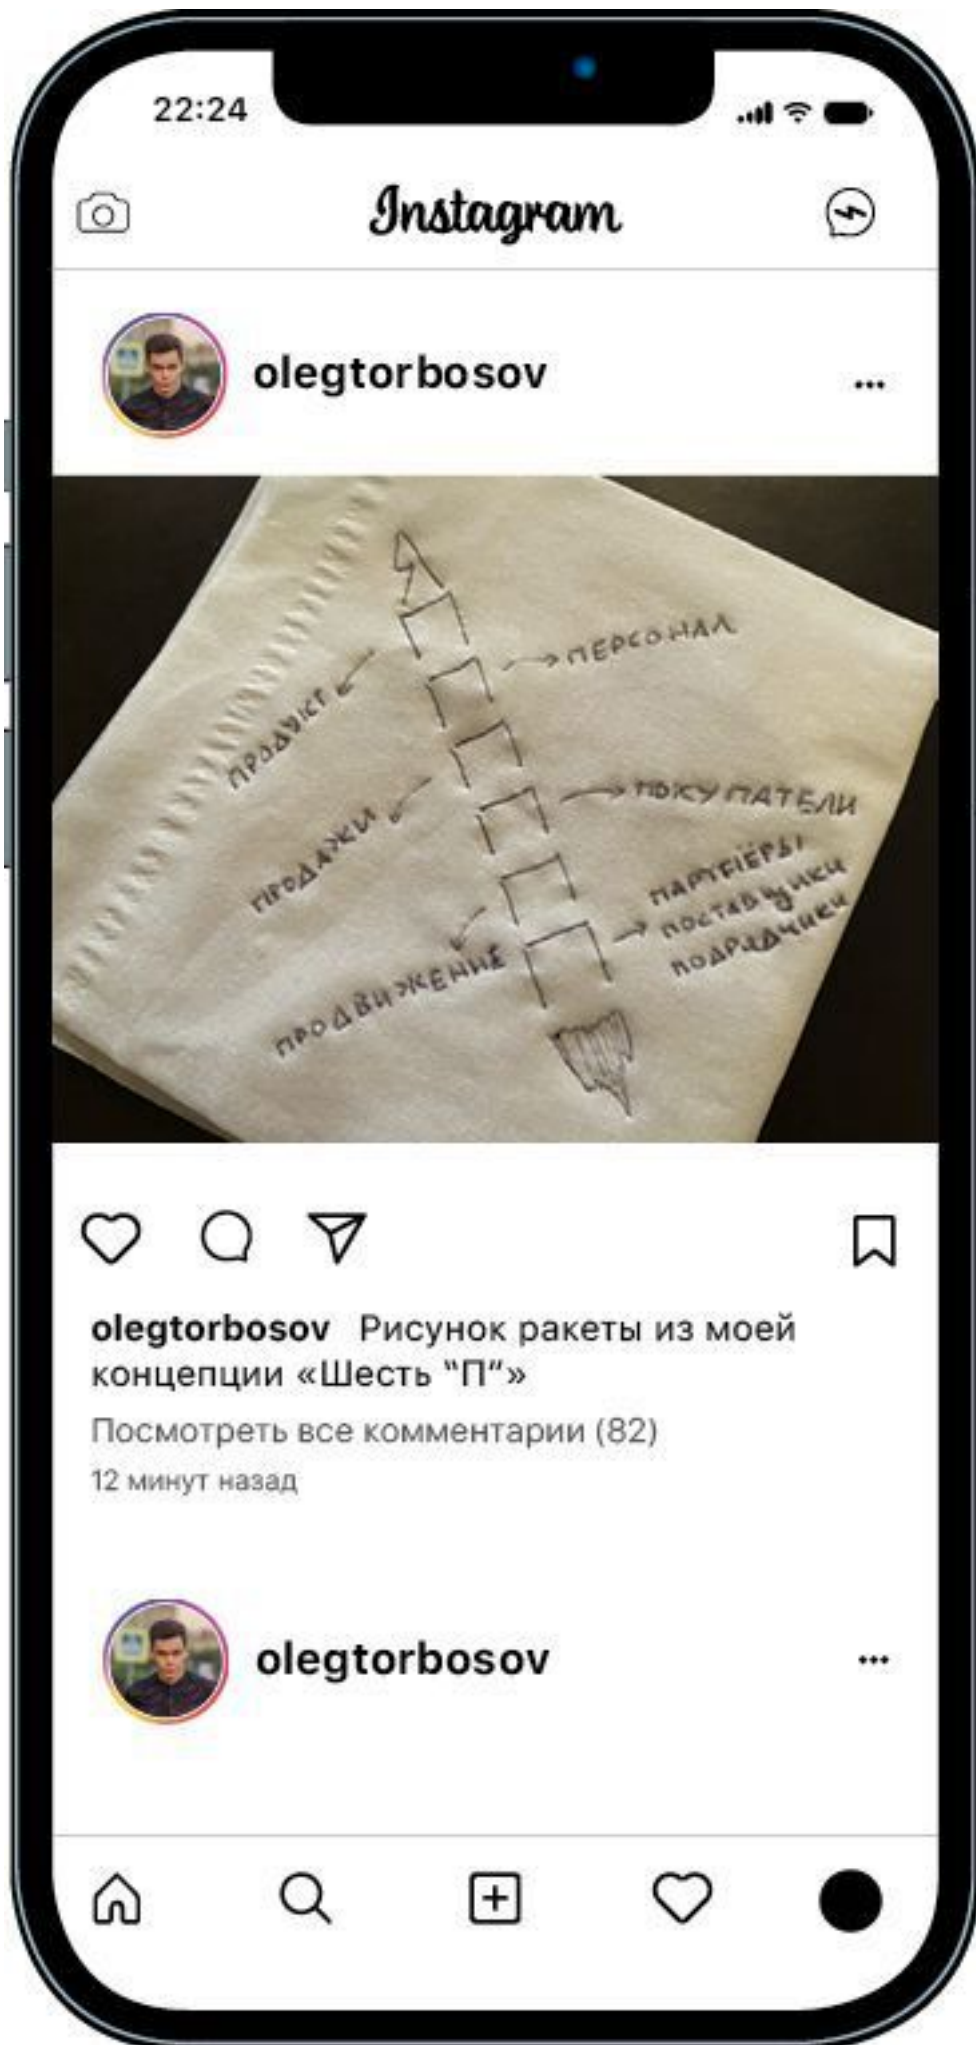 22:24
Instagram
olegtorbosov
ПЕРСОНАЛ
ПРОДУКТ
ПОКУПАТЕЛИ
ПРОДАЖИ
ПАРТНЁРЫ
ПОСТАВЩИКИ
ПОДРЯДЧИКИ
ПРОДВИЖЕНИЕ
olegtorbosov Рисунок ракеты из моей
концепции «Шесть “П”»
Посмотреть все комментарии (82)
12 минут назад
olegtorbosov